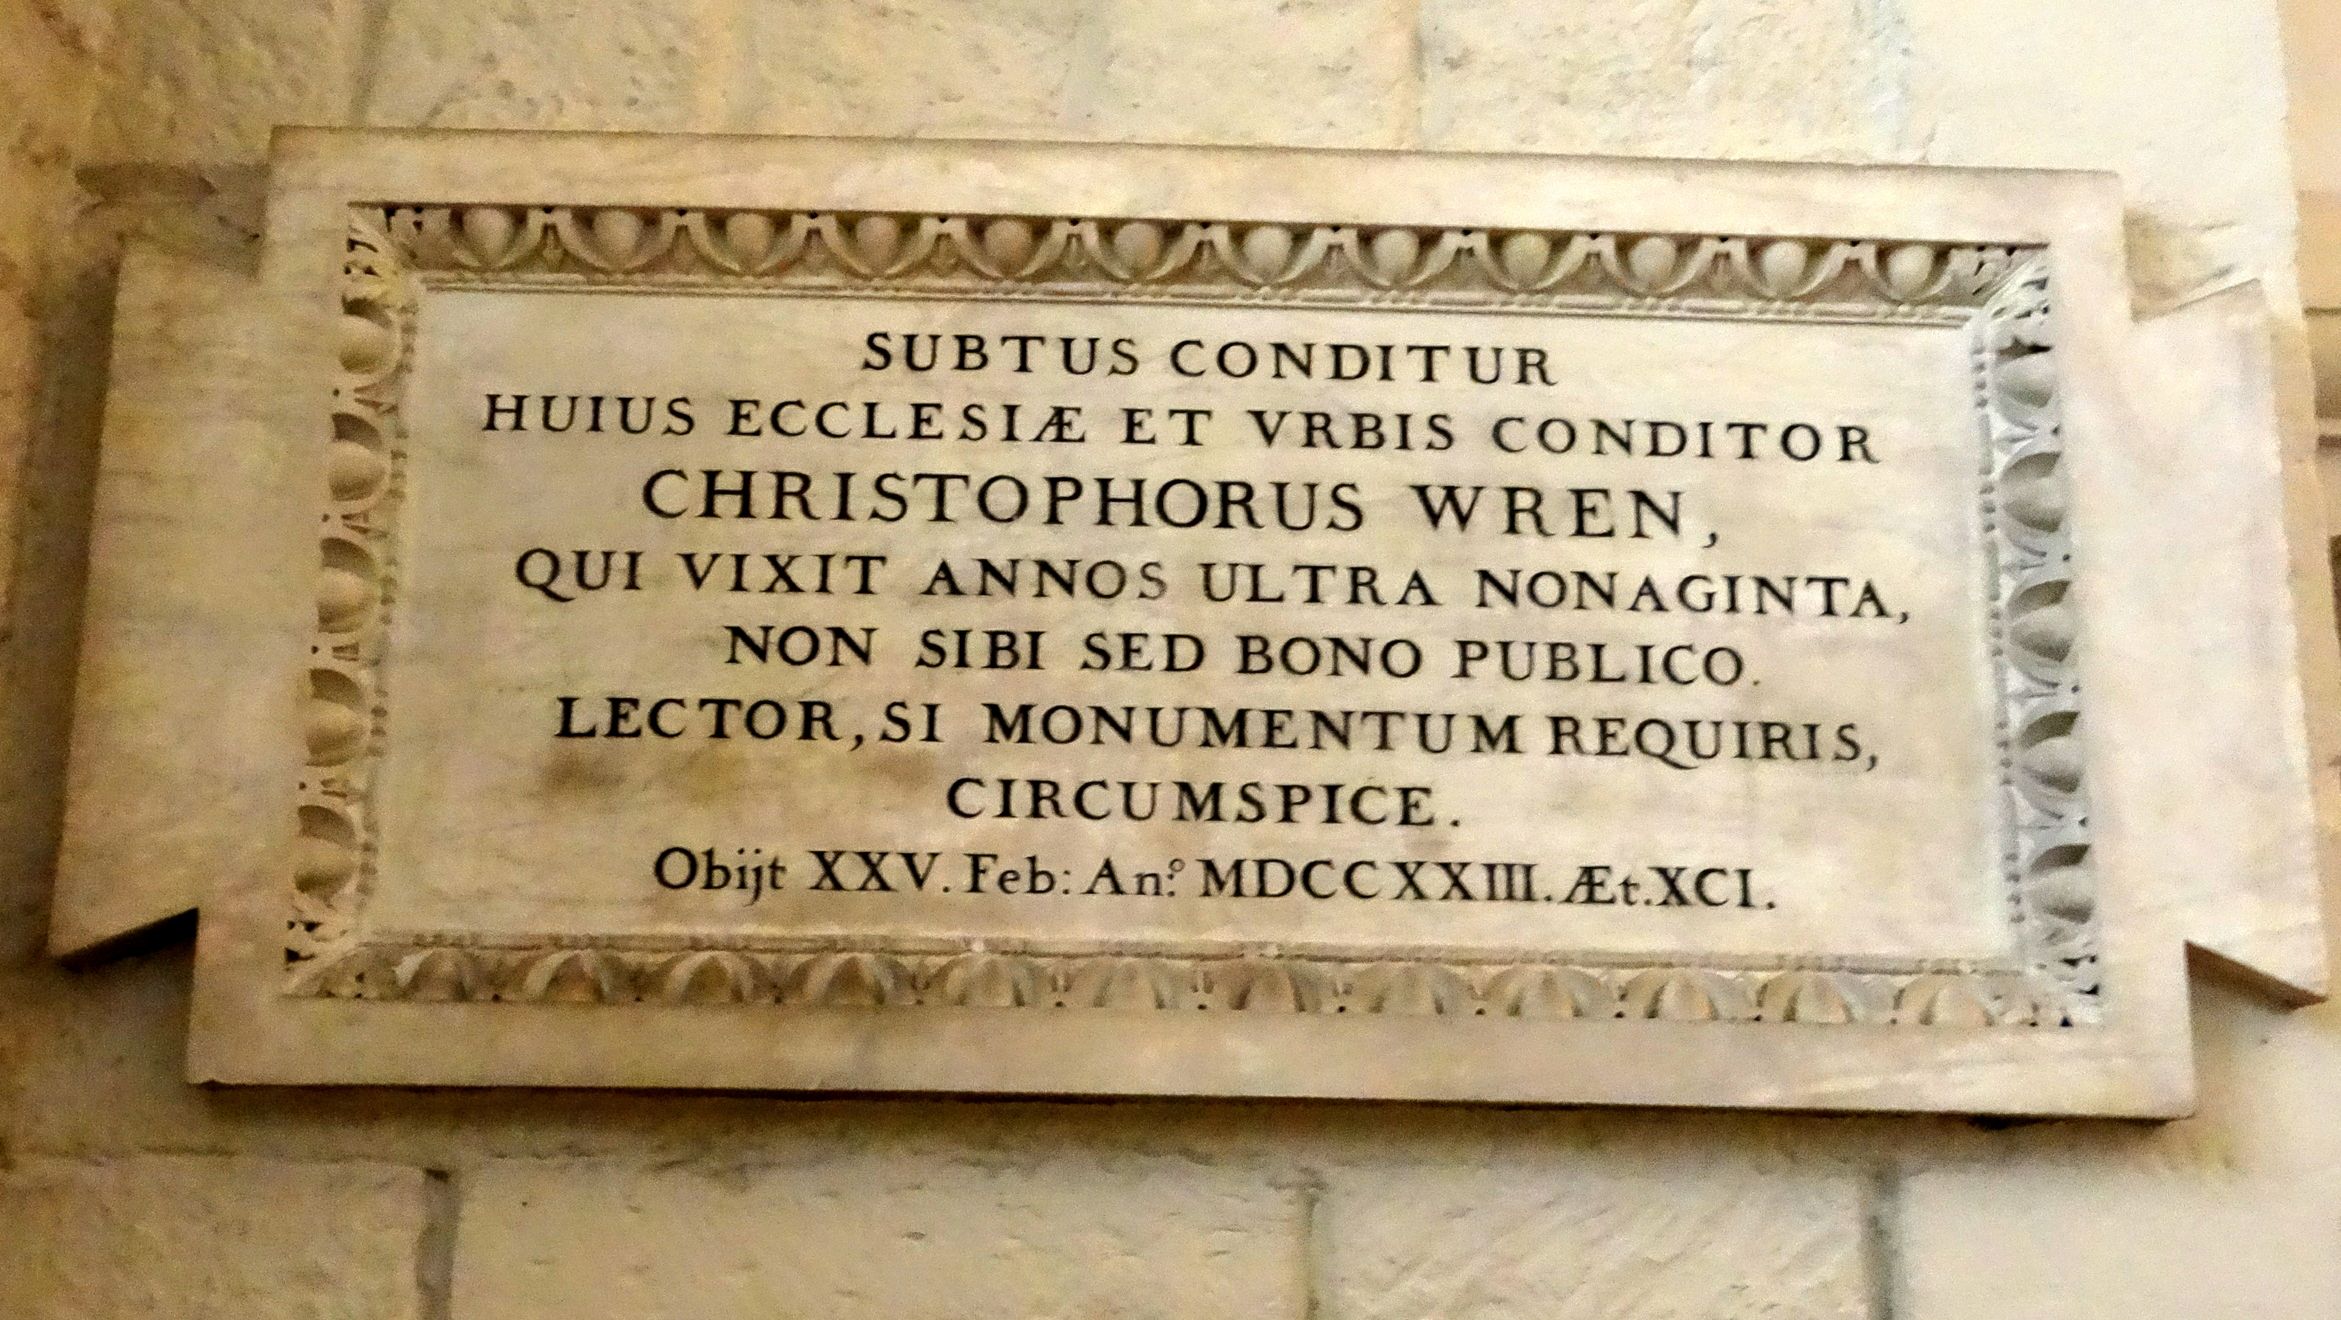 SUBTUS CONDITUR
HUIUS ECCLESIÆ ET VRBIS CONDITOR
CHRISTOPHORUS WREN,
QUI VIXIT ANNOS ULTRA NONAGINTA,
NON SIBI SED BONO PUBLICO.
LECTOR, SI MONUMENTUM REQUIRIS,
CIRCUMSPICE.
Obijt XXV. Feb: Anº: MDCCXXIII. Æt. XCI.